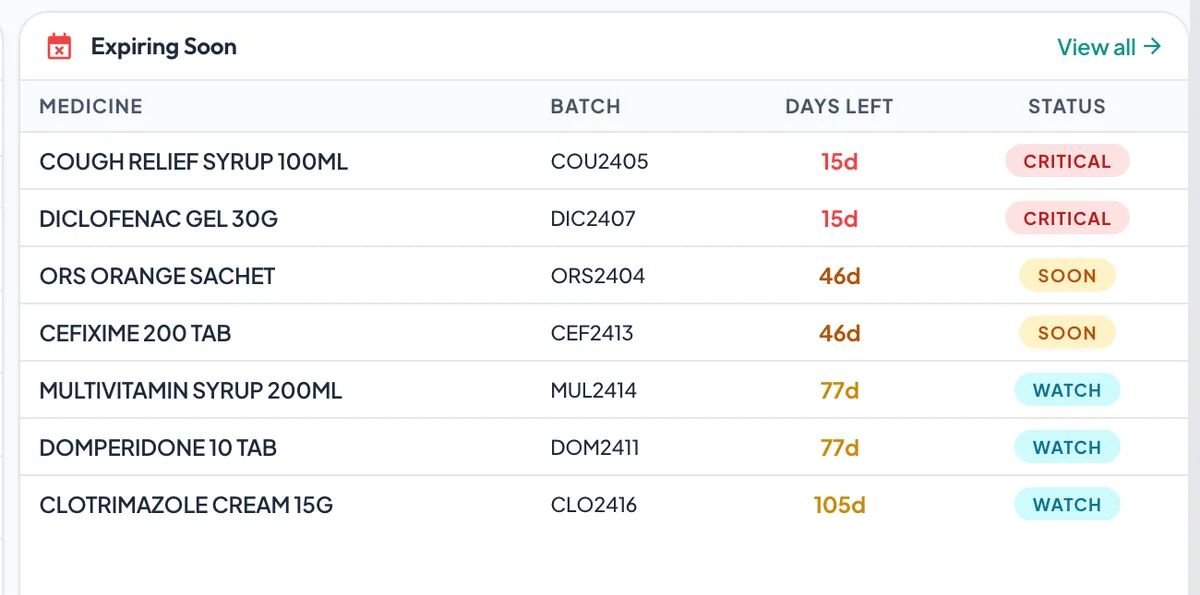 Expiring Soon View all →
MEDICINE BATCH DAYS LEFT STATUS
COUGH RELIEF SYRUP 100ML COU2405 15d CRITICAL
DICLOFENAC GEL 30G DIC2407 15d CRITICAL
ORS ORANGE SACHET ORS2404 46d SOON
CEFIXIME 200 TAB CEF2413 46d SOON
MULTIVITAMIN SYRUP 200ML MUL2414 77d WATCH
DOMPERIDONE 10 TAB DOM2411 77d WATCH
CLOTRIMAZOLE CREAM 15G CLO2416 105d WATCH